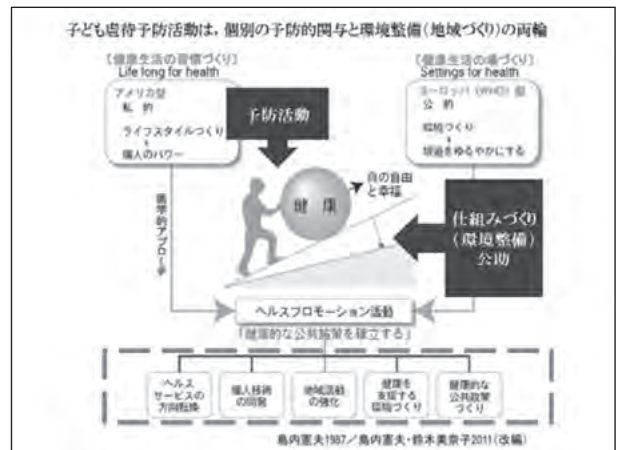 子ども虐待予防活動は、個別の予防的関与と環境整備（地域づくり）の両輪
〔健康生活の習慣づくり〕
Life long for health
アメリカ型
私 的
ライフスタイルづくり
個人のパワー
予防活動
〔健康生活の場づくり〕
Settings for health
ヨーロッパ（WHO）型
公 的
環境づくり
坂道をゆるやかにする
健 康
真の自由
と幸福
医学的アプローチ
仕組みづくり
（環境整備）
公助
ヘルスプロモーション活動
「健康的な公共政策を確立する」
ヘルス
サービスの
方向転換
個人技術
の開発
地域活動
の強化
健康を
支援する
環境づくり
健康的な
公共政策
づくり
島内憲夫1987／島内憲夫・鈴木美奈子2011（改編）